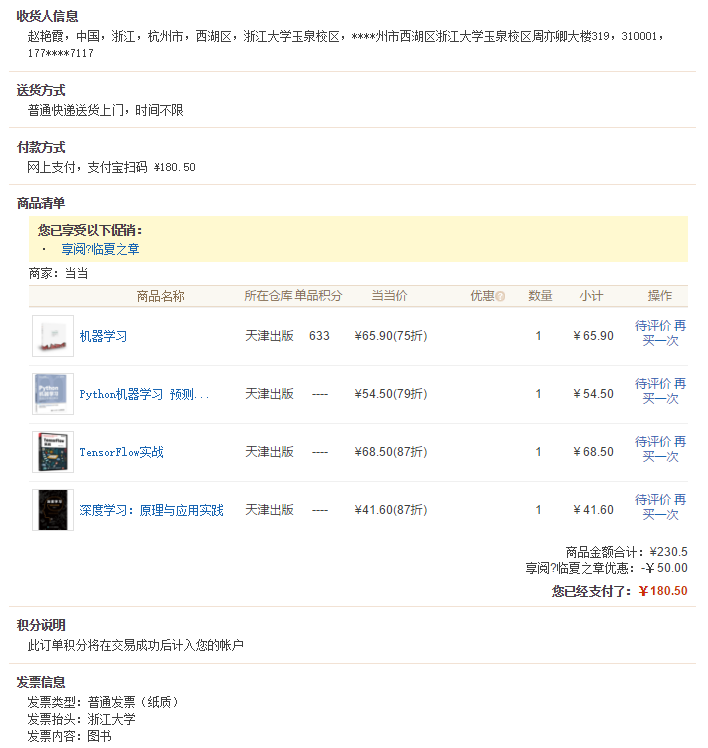 收货人信息
赵艳霞，中国，浙江，杭州市，西湖区，浙江大学玉泉校区，****州市西湖区浙江大学玉泉校区周亦卿大楼319，310001，
177****7117
送货方式
普通快递送货上门，时间不限
付款方式
网上支付，支付宝扫码 ¥180.50
商品清单
您已享受以下促销：
· 享阅?临夏之章
商家：当当
商品名称 所在仓库 单品积分 当当价 优惠 数量 小计 操作
机器学习 天津出版 633 ¥65.90(75折) 1 ¥65.90 待评价 再
买一次
Python机器学习 预测... 天津出版 ---- ¥54.50(79折) 1 ¥54.50 待评价 再
买一次
TensorFlow实战 天津出版 ---- ¥68.50(87折) 1 ¥68.50 待评价 再
买一次
深度学习：原理与应用实践 天津出版 ---- ¥41.60(87折) 1 ¥41.60 待评价 再
买一次
商品金额合计：¥230.5
享阅?临夏之章优惠：-¥50.00
您已经支付了：¥180.50
积分说明
此订单积分将在交易成功后计入您的帐户
发票信息
发票类型：普通发票（纸质）
发票抬头：浙江大学
发票内容：图书